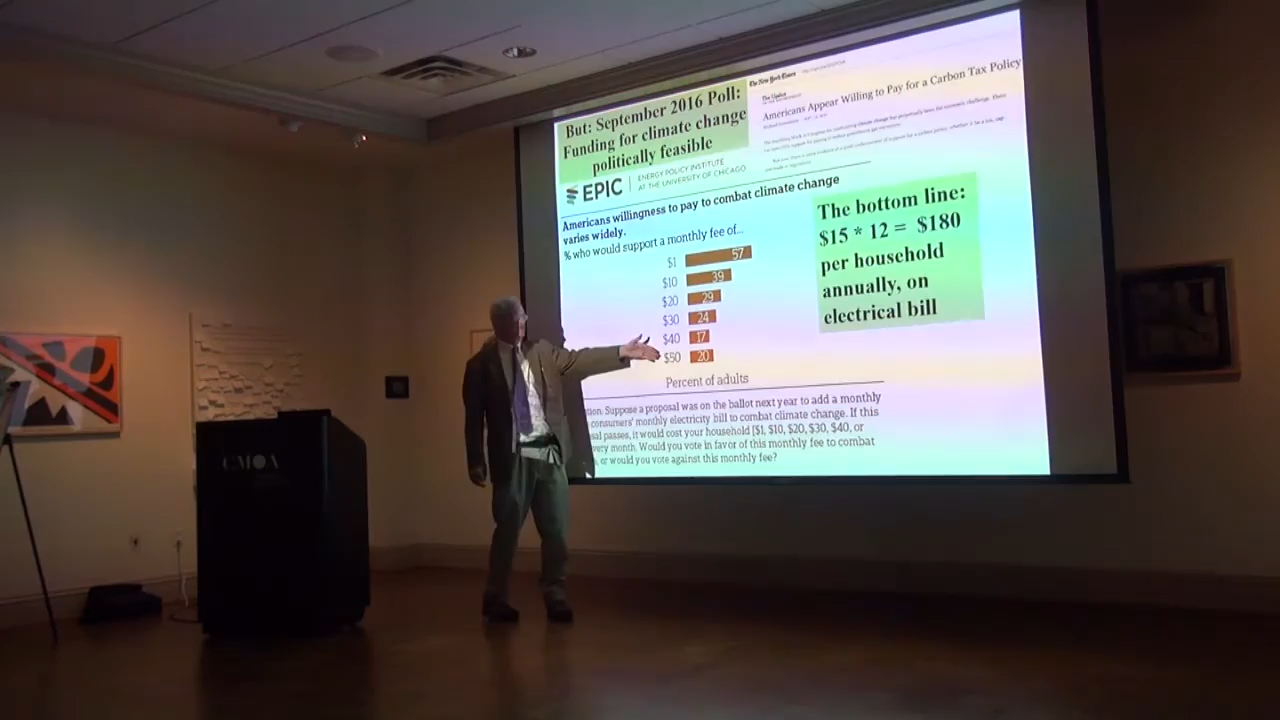 But: September 2016 Poll:
Funding for climate change
politically feasible
The New York Times
The Upshot
Americans Appear Willing to Pay for a Carbon Tax Policy
EPIC
ENERGY POLICY INSTITUTE
AT THE UNIVERSITY OF CHICAGO
Americans willingness to pay to combat climate change
varies widely.
% who would support a monthly fee of...
$1 57
$10 39
$20 29
$30 24
$40 17
$50 20
Percent of adults
The bottom line:
$15 * 12 = $180
per household
annually, on
electrical bill
tion: Suppose a proposal was on the ballot next year to add a monthly
consumers' monthly electricity bill to combat climate change. If this
sal passes, it would cost your household [$1, $10, $20, $30, $40, or
very month. Would you vote in favor of this monthly fee to combat
, or would you vote against this monthly fee?
CMOA